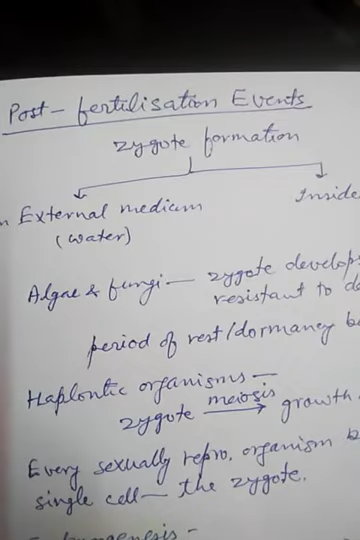 Post- fertilisation Events
zygote formation
n External medium Inside
(water)
Algae & fungi — zygote develops
resistant to d
period of rest/dormancy b
Haplontic organisms —
zygote meiosis → growth
Every sexually repro. organism b
single cell — the zygote.